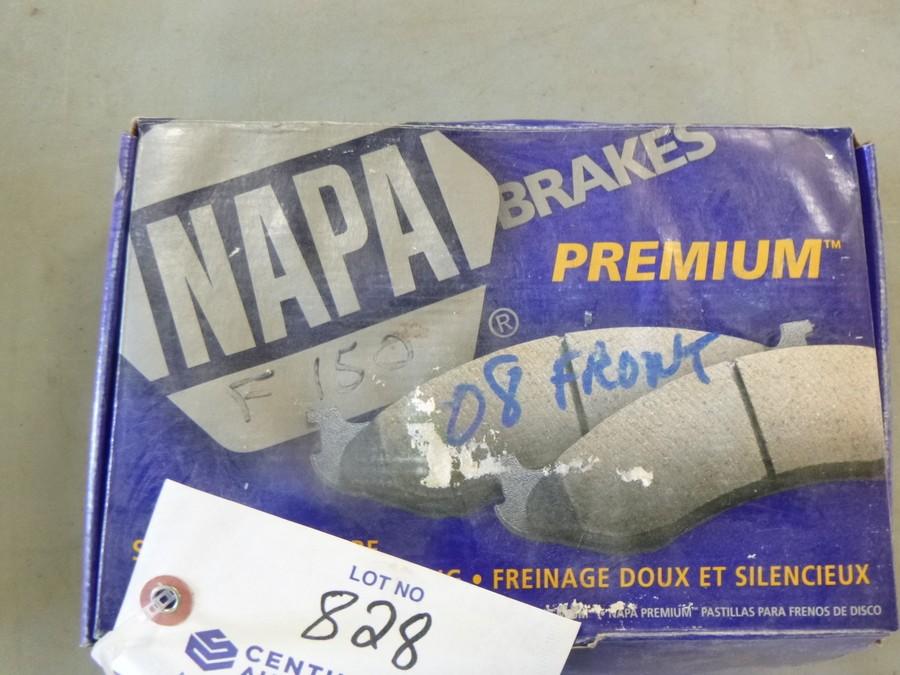 NAPA
BRAKES
PREMIUM™
®
F 150
08 FRONT
• FREINAGE DOUX ET SILENCIEUX
NAPA PREMIUM™ PASTILLAS PARA FRENOS DE DISCO
LOT NO
828